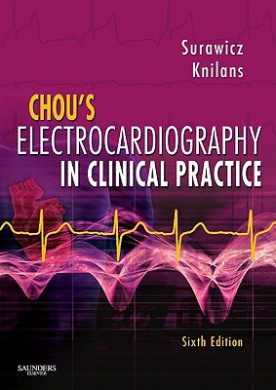 Surawicz
Knilans
CHOU'S
ELECTROCARDIOGRAPHY
IN CLINICAL PRACTICE
Sixth Edition
SAUNDERS
ELSEVIER